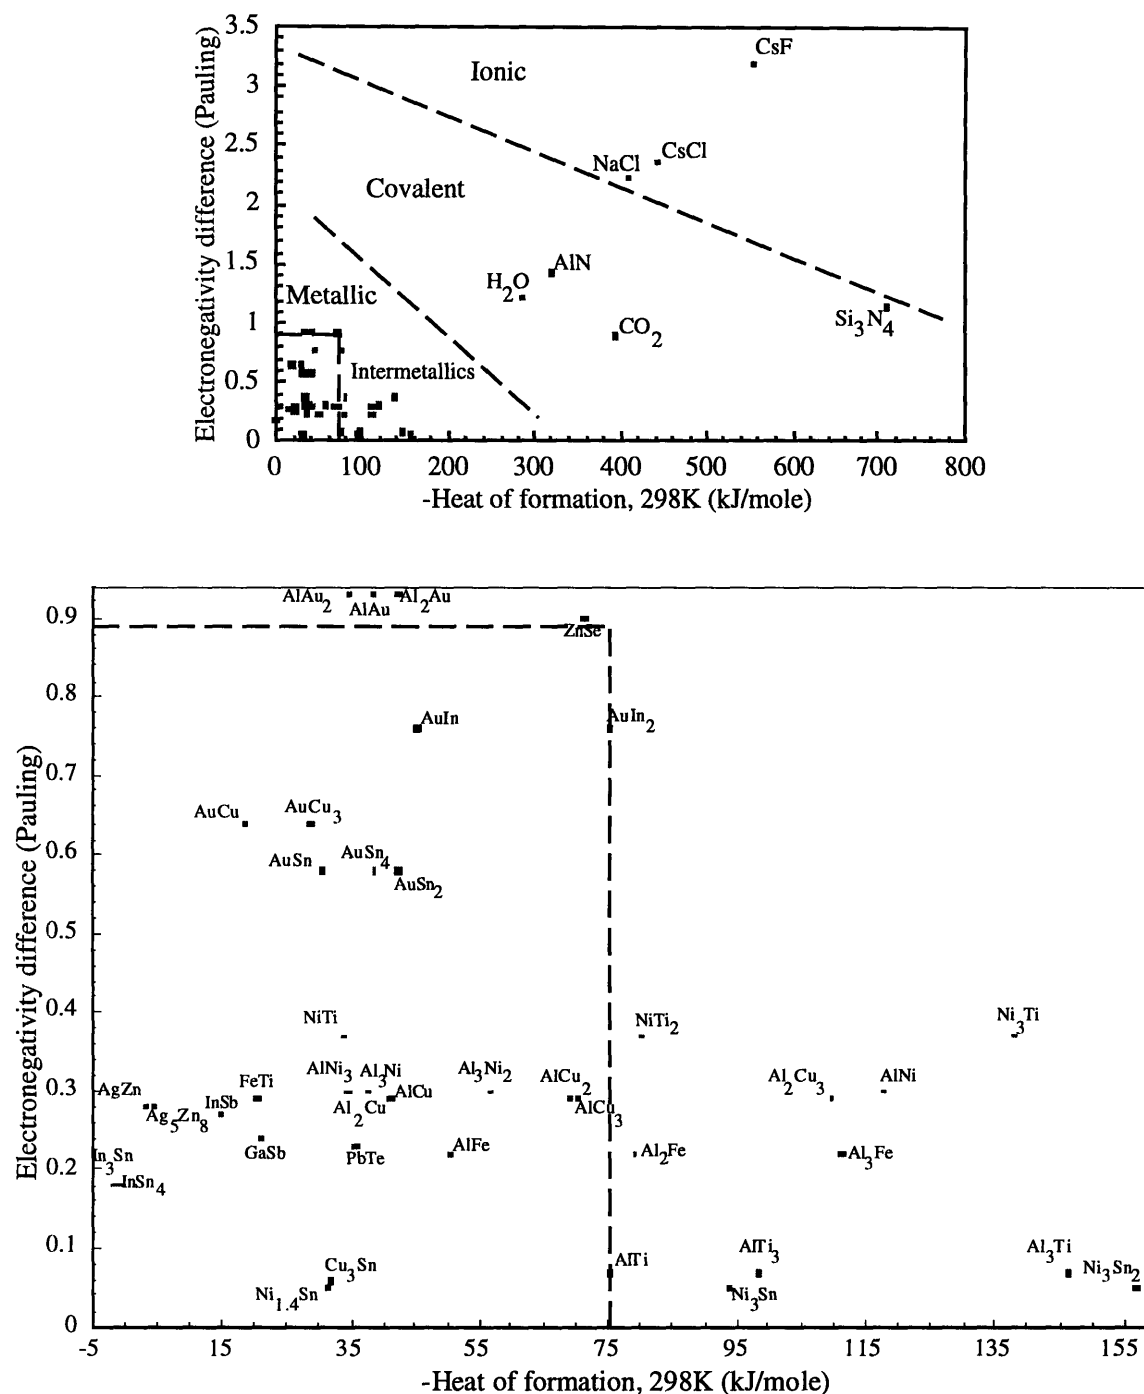 3.5
3
2.5
2
1.5
1
0.5
0
Electronegativity difference (Pauling)
Ionic
CsF
NaCl
CsCl
Covalent
H2O
AlN
Metallic
CO2
Si3N4
Intermetallics
0 100 300 200 400 500 600 700 800
-Heat of formation, 298K (kJ/mole)
0.9
0.8
0.7
0.6
0.5
0.4
0.3
0.2
0.1
0
Electronegativity difference (Pauling)
AlAu2
AlAu
Al2Au
ZnSe
AuIn
AuIn2
AuCu
AuCu3
AuSn
AuSn4
AuSn2
NiTi
NiTi2
Ni3Ti
AgZn
Ag5Zn8
InSb
FeTi
AlNi3
Al3Ni
Al2Cu
AlCu
Al3Ni2
AlCu2
AlCu3
Al2Cu3
AlNi
In3Sn
InSn4
GaSb
PbTe
AlFe
Al2Fe
Al3Fe
Cu3Sn
Ni1.4Sn
AlTi
AlTi3
Ni3Sn
Al3Ti
Ni3Sn2
-5 15 35 55 75 95 115 135 155
-Heat of formation, 298K (kJ/mole)